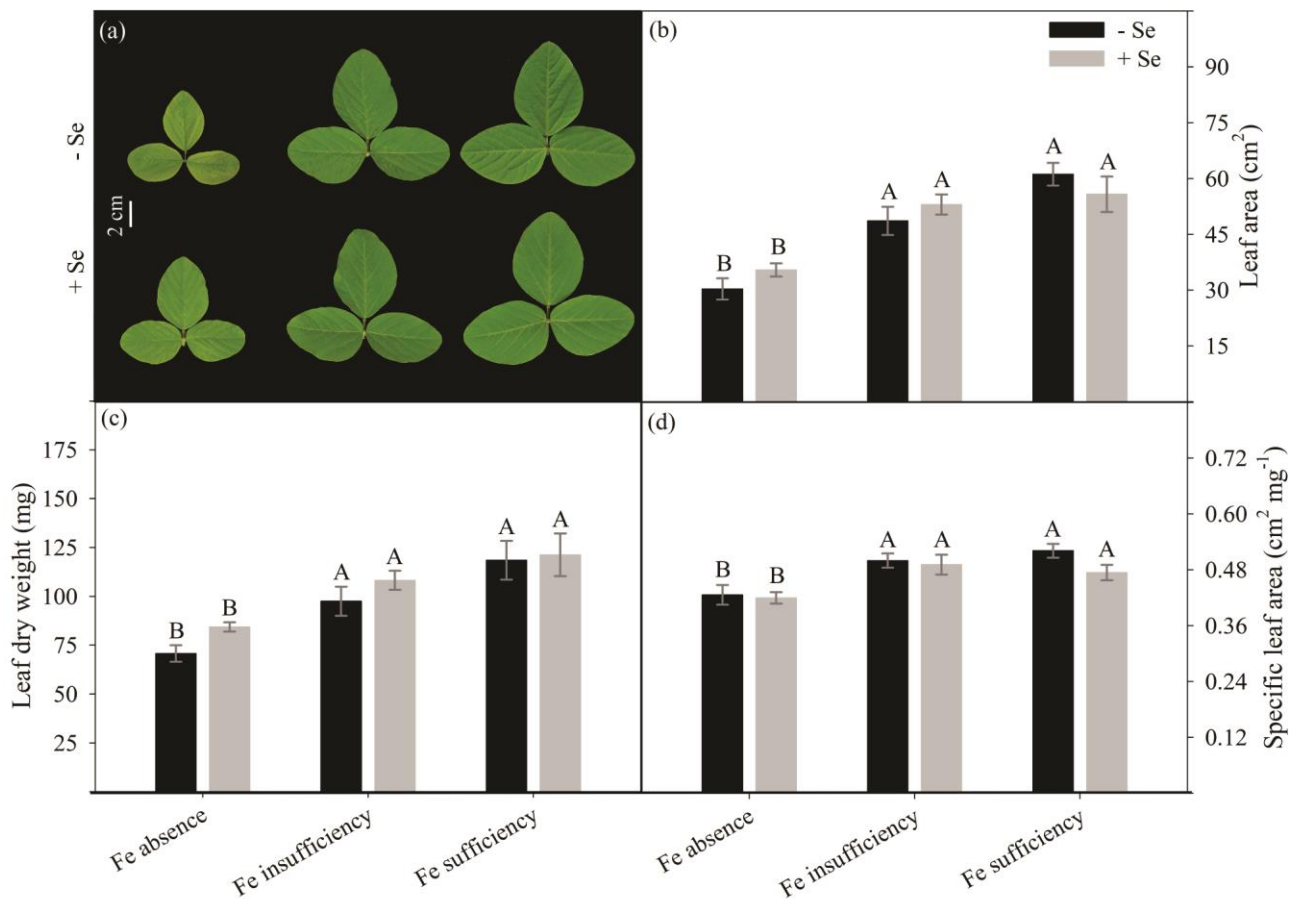 (a)
- Se
+ Se
2 cm
(b)
- Se
+ Se
90
75
60
45
30
15
Leaf area (cm²)
B B A A A A
(c)
175
150
125
100
75
50
25
Leaf dry weight (mg)
B B A A A A
Fe absence
Fe insufficiency
Fe sufficiency
(d)
0.72
0.60
0.48
0.36
0.24
0.12
Specific leaf area (cm² mg⁻¹)
B B A A A A
Fe absence
Fe insufficiency
Fe sufficiency